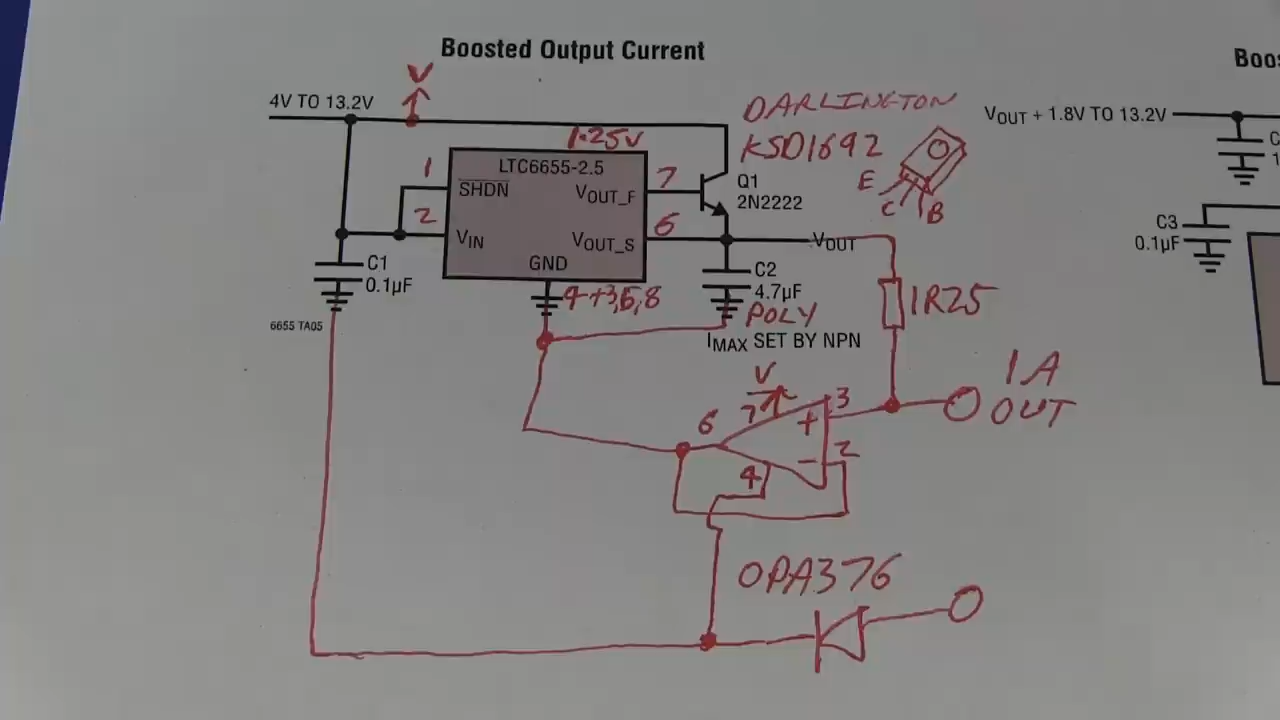 Boosted Output Current
Boos
V
4V TO 13.2V
DARLINGTON
VOUT + 1.8V TO 13.2V
1.25V
KSD1692
1
LTC6655-2.5
SHDN
VOUT_F
7
Q1
2N2222
E
C
B
2
VIN
VOUT_S
6
VOUT
GND
C3
0.1µF
C1
0.1µF
C2
4.7µF
4+3,5,8
POLY
1R25
6655 TA05
IMAX SET BY NPN
1A
OUT
V
7
3
+
6
-
2
4
OPA376